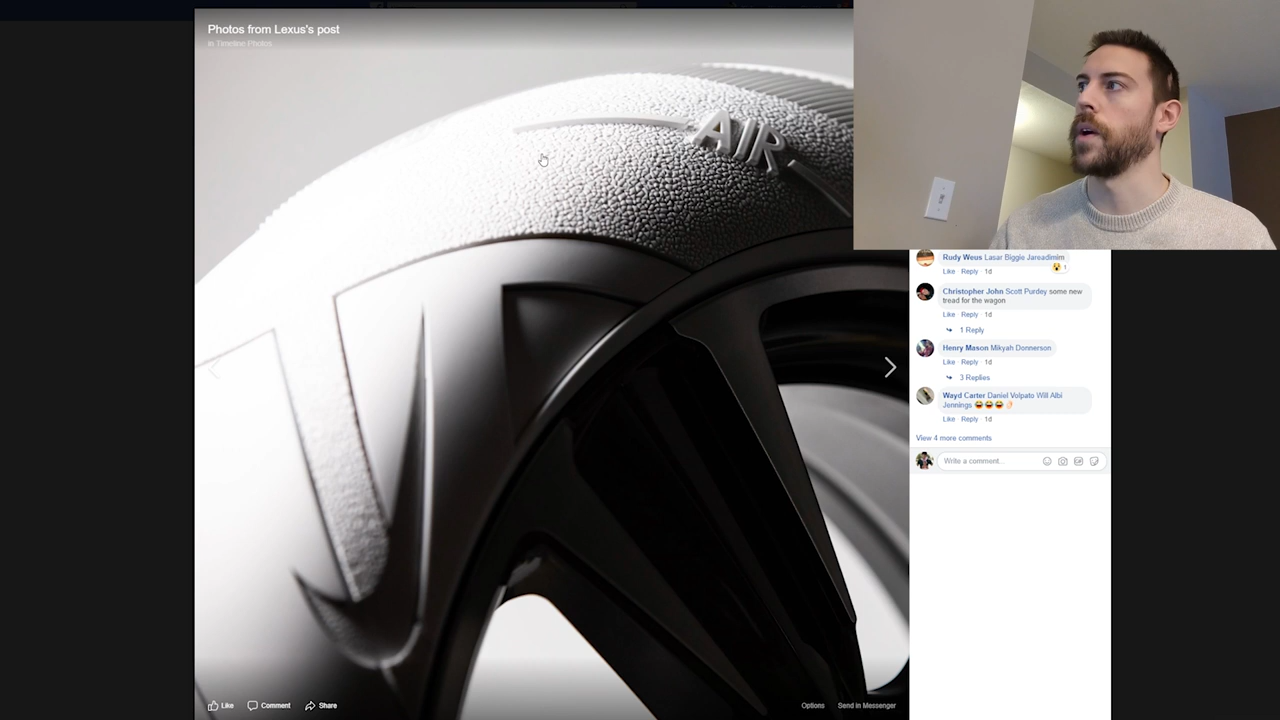 Photos from Lexus's post
in Timeline Photos
AIR
Rudy Weus Lasar Biggie Jareadimim
1
Like Reply 1d
Christopher John Scott Purdey some new
tread for the wagon
Like Reply 1d
1 Reply
Henry Mason Mikyah Donnerson
Like Reply 1d
3 Replies
Wayd Carter Daniel Volpato Will Albi
Jennings
Like Reply 1d
View 4 more comments
Write a comment...
Like Comment Share
Options Send in Messenger